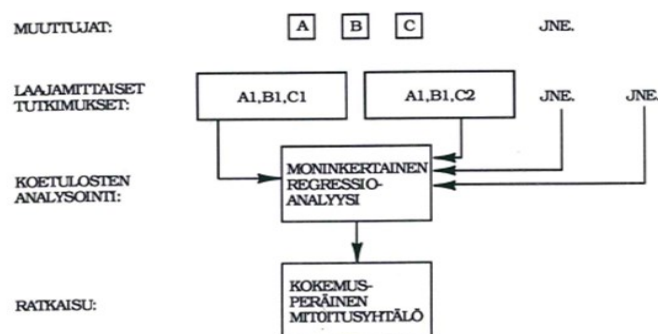 MUUTTUJAT: A B C JNE.
LAAJAMITTAISET
TUTKIMUKSET:
A1,B1,C1 A1,B1,C2 JNE. JNE.
KOETULOSTEN
ANALYSOINTI:
MONINKERTAINEN
REGRESSIO-
ANALYYSI
RATKAISU:
KOKEMUS-
PERÄINEN
MITOITUSYHTÄLÖ